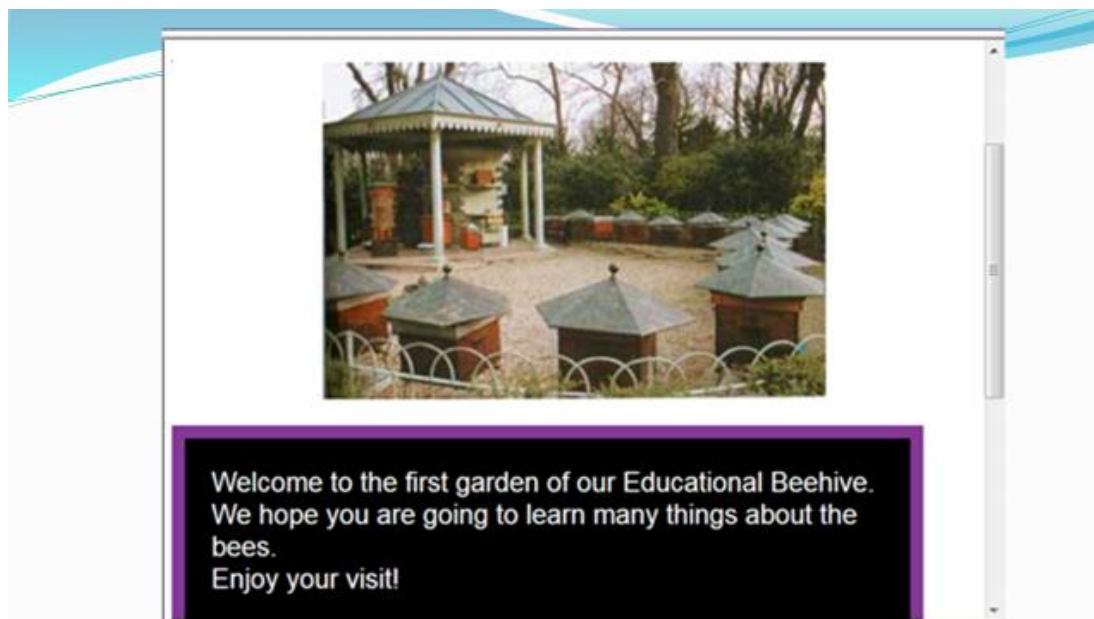 Welcome to the first garden of our Educational Beehive.
We hope you are going to learn many things about the
bees.
Enjoy your visit!